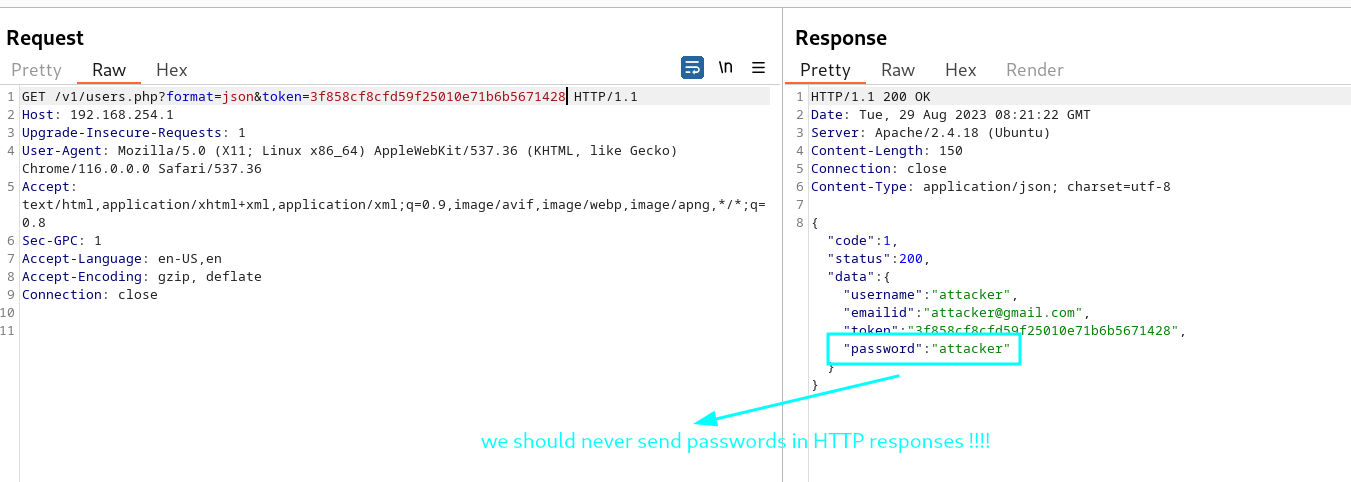 Request
Pretty Raw Hex
\n
1 GET /v1/users.php?format=json&token=3f858cf8cfd59f25010e71b6b5671428 HTTP/1.1
2 Host: 192.168.254.1
3 Upgrade-Insecure-Requests: 1
4 User-Agent: Mozilla/5.0 (X11; Linux x86_64) AppleWebKit/537.36 (KHTML, like Gecko)
Chrome/116.0.0.0 Safari/537.36
5 Accept:
text/html,application/xhtml+xml,application/xml;q=0.9,image/avif,image/webp,image/apng,*/*;q=
0.8
6 Sec-GPC: 1
7 Accept-Language: en-US,en
8 Accept-Encoding: gzip, deflate
9 Connection: close
10
11
Response
Pretty Raw Hex Render
1 HTTP/1.1 200 OK
2 Date: Tue, 29 Aug 2023 08:21:22 GMT
3 Server: Apache/2.4.18 (Ubuntu)
4 Content-Length: 150
5 Connection: close
6 Content-Type: application/json; charset=utf-8
7
8 {
"code":1,
"status":200,
"data":{
"username":"attacker",
"emailid":"attacker@gmail.com",
"token":"3f858cf8cfd59f25010e71b6b5671428",
"password":"attacker"
}
}
we should never send passwords in HTTP responses !!!!